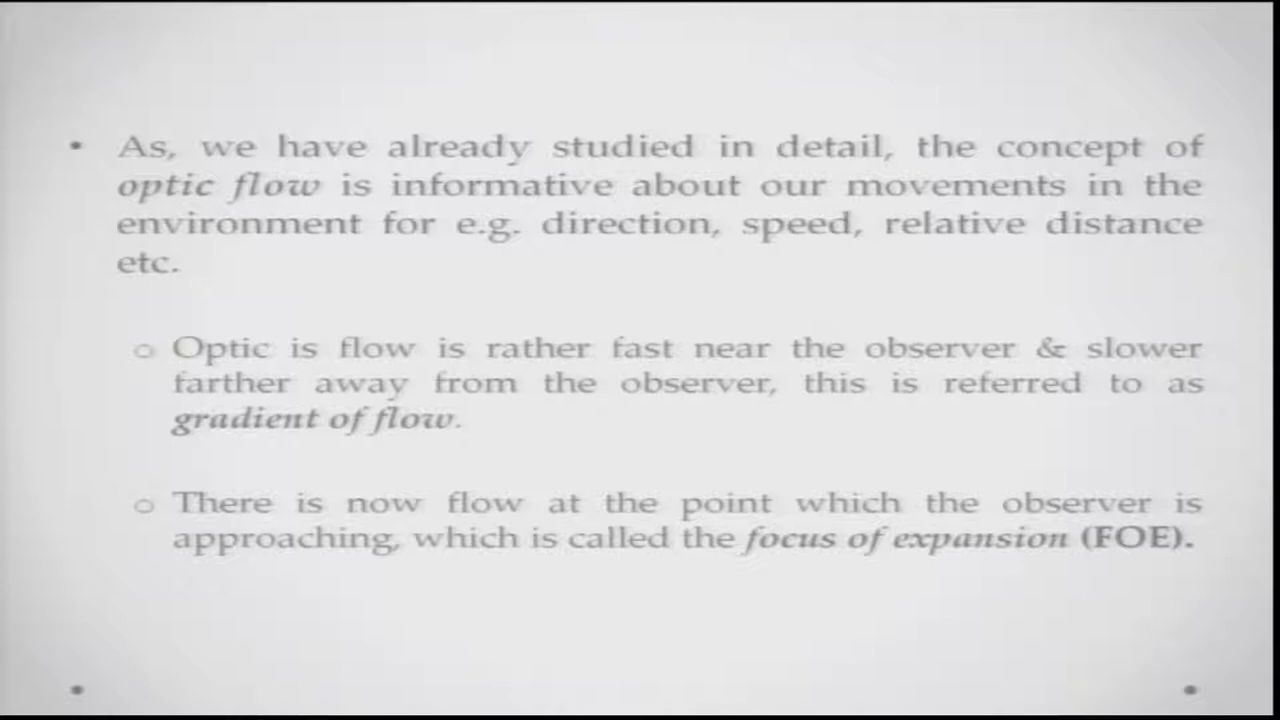 • As, we have already studied in detail, the concept of
optic flow is informative about our movements in the
environment for e.g. direction, speed, relative distance
etc.
o Optic is flow is rather fast near the observer & slower
farther away from the observer, this is referred to as
gradient of flow.
o There is now flow at the point which the observer is
approaching, which is called the focus of expansion (FOE).